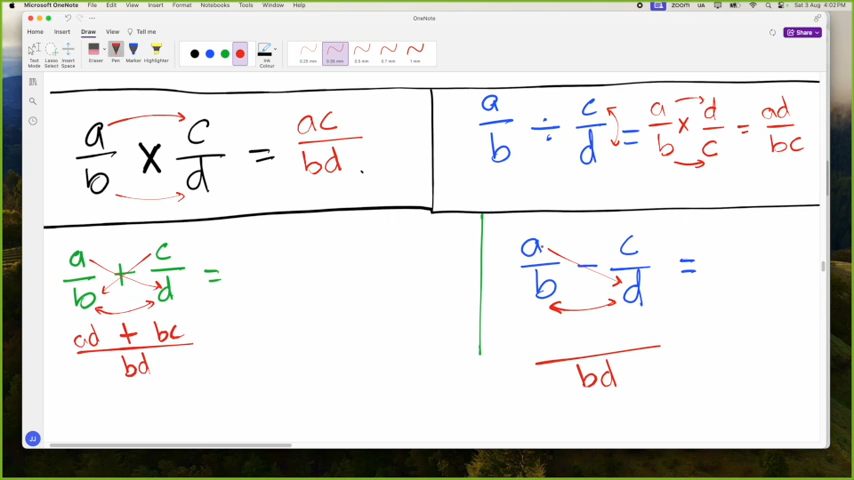 Microsoft OneNote File Edit View Insert Format Notebooks Tools Window Help zoom UA Sat 3 Aug 4:02 PM
OneNote
Home Insert Draw View Tell me Share
Text Mode Lasso Select Insert Space Eraser Pen Marker Highlighter Ink Colour 0.25 mm 0.35 mm 0.5 mm 0.7 mm 1 mm
a/b × c/d = ac/bd .
a/b ÷ c/d = a/b × d/c = ad/bc
a/b + c/d =
ad + bc
bd
a/b − c/d =
bd
JJ